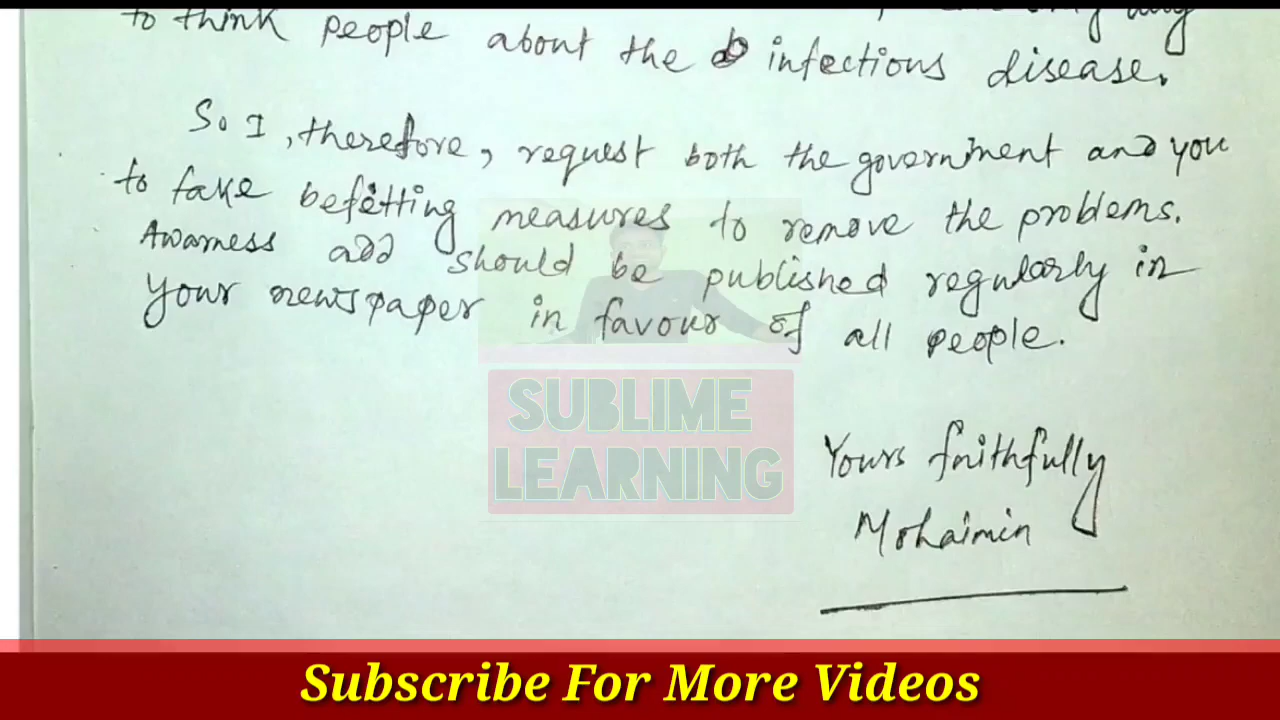 to think people about the infectious disease.
So I, therefore, request both the government and you
to take befetting measures to remove the problems.
Awarness add should be published regularly in
your newspaper in favour of all people.
SUBLIME
LEARNING
Yours faithfully
Mohaimin
Subscribe For More Videos